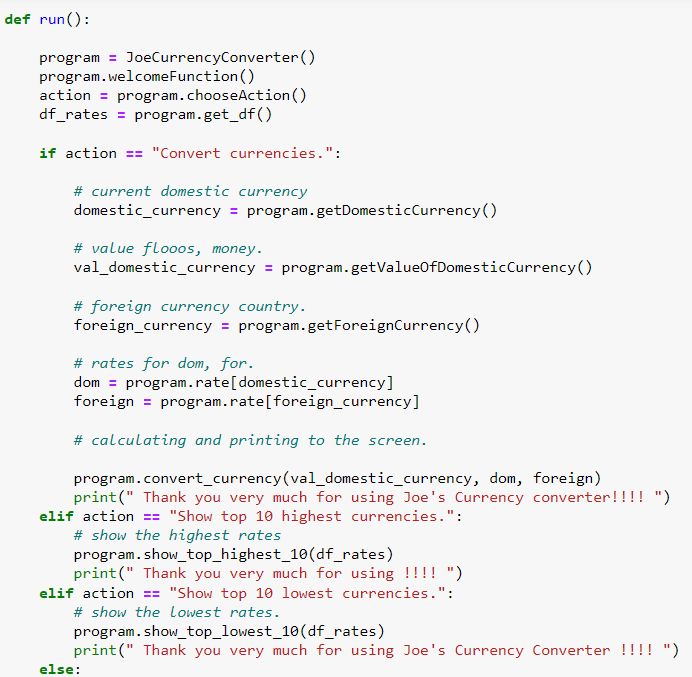 def run():
    program = JoeCurrencyConverter()
    program.welcomeFunction()
    action = program.chooseAction()
    df_rates = program.get_df()
    if action == "Convert currencies.":
        # current domestic currency
        domestic_currency = program.getDomesticCurrency()
        # value flooos, money.
        val_domestic_currency = program.getValueOfDomesticCurrency()
        # foreign currency country.
        foreign_currency = program.getForeignCurrency()
        # rates for dom, for.
        dom = program.rate[domestic_currency]
        foreign = program.rate[foreign_currency]
        # calculating and printing to the screen.
        program.convert_currency(val_domestic_currency, dom, foreign)
        print(" Thank you very much for using Joe's Currency converter!!!! ")
    elif action == "Show top 10 highest currencies.":
        # show the highest rates
        program.show_top_highest_10(df_rates)
        print(" Thank you very much for using !!!! ")
    elif action == "Show top 10 lowest currencies.":
        # show the lowest rates.
        program.show_top_lowest_10(df_rates)
        print(" Thank you very much for using Joe's Currency Converter !!!! ")
    else: